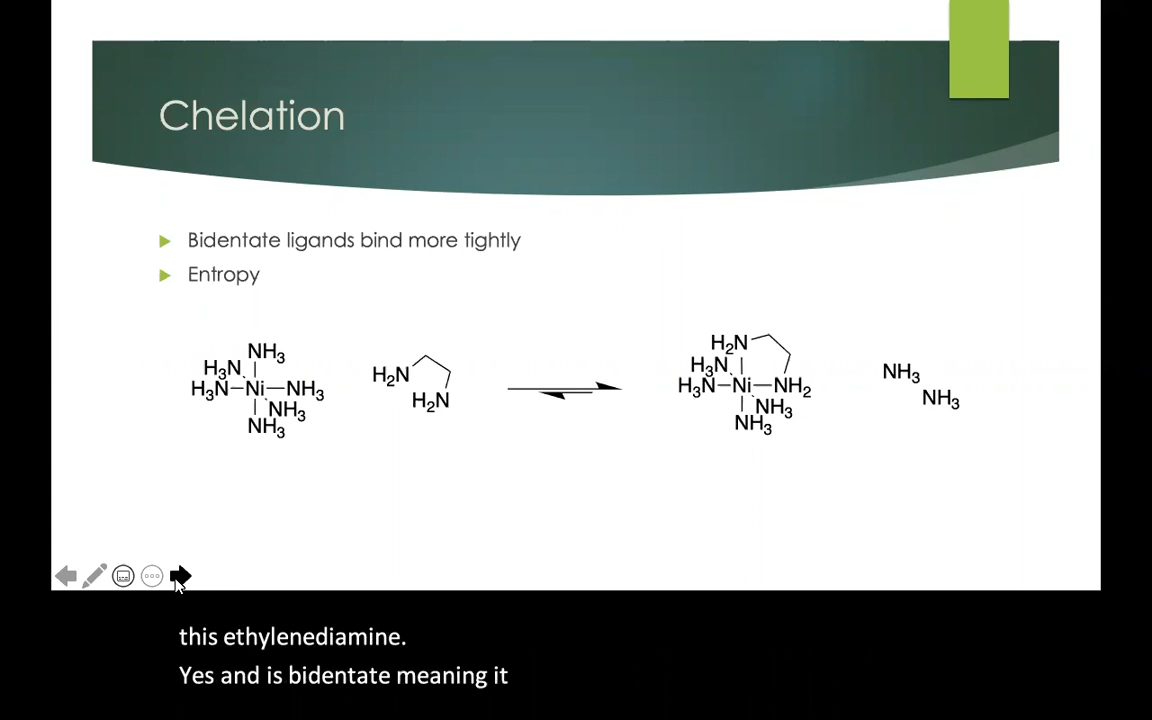 Chelation
Bidentate ligands bind more tightly
Entropy
NH₃
H₃N
H₃N–Ni–NH₃
NH₃
NH₃
H₂N
H₂N
H₂N
H₃N
H₃N–Ni–NH₂
NH₃
NH₃
NH₃
NH₃
this ethylenediamine.
Yes and is bidentate meaning it